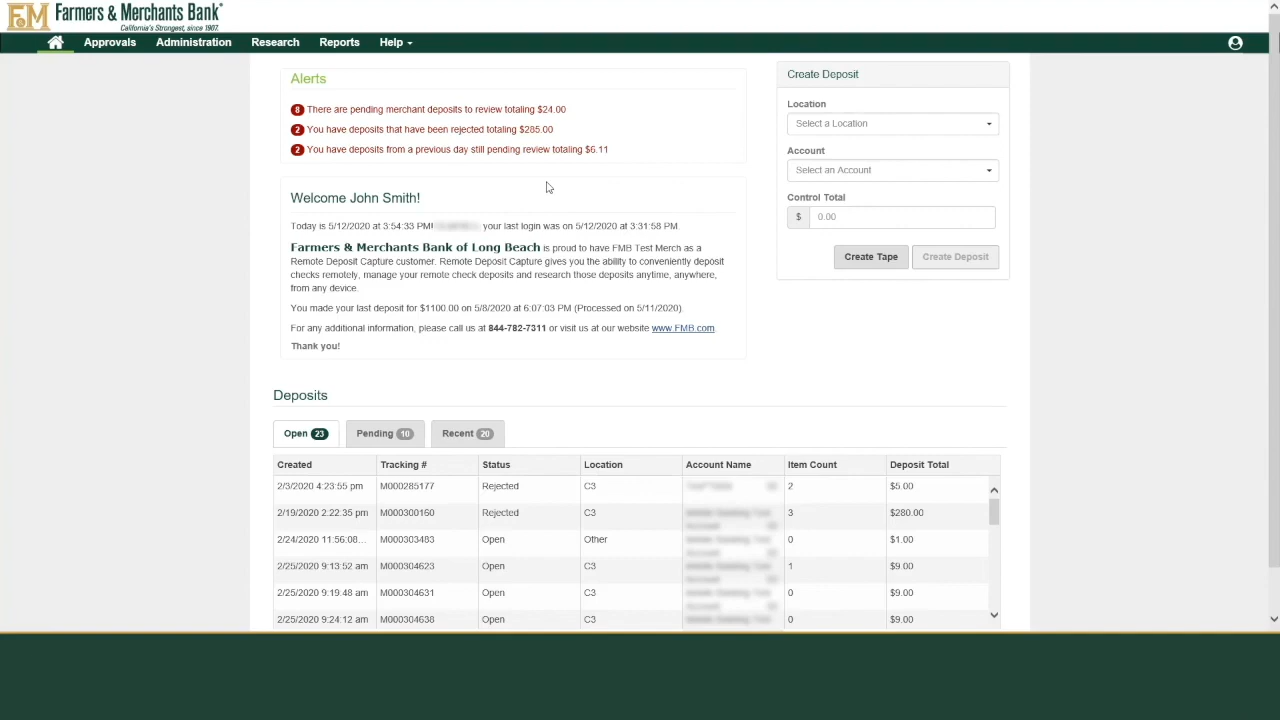 F&M Farmers & Merchants Bank®
California's Strongest, since 1907.
Approvals Administration Research Reports Help
Alerts
8 There are pending merchant deposits to review totaling $24.00
2 You have deposits that have been rejected totaling $285.00
2 You have deposits from a previous day still pending review totaling $6.11
Welcome John Smith!
Today is 5/12/2020 at 3:54:33 PM! your last login was on 5/12/2020 at 3:31:58 PM.
Farmers & Merchants Bank of Long Beach is proud to have FMB Test Merch as a
Remote Deposit Capture customer. Remote Deposit Capture gives you the ability to conveniently deposit
checks remotely, manage your remote check deposits and research those deposits anytime, anywhere,
from any device.
You made your last deposit for $1100.00 on 5/8/2020 at 6:07:03 PM (Processed on 5/11/2020).
For any additional information, please call us at 844-782-7311 or visit us at our website www.FMB.com.
Thank you!
Create Deposit
Location
Select a Location
Account
Select an Account
Control Total
$ 0.00
Create Tape Create Deposit
Deposits
Open 23 Pending 10 Recent 20
Created Tracking # Status Location Account Name Item Count Deposit Total
2/3/2020 4:23:55 pm M000285177 Rejected C3 2 $5.00
2/19/2020 2:22:35 pm M000300160 Rejected C3 3 $280.00
2/24/2020 11:56:08... M000303483 Open Other 0 $1.00
2/25/2020 9:13:52 am M000304623 Open C3 1 $9.00
2/25/2020 9:19:48 am M000304631 Open C3 0 $9.00
2/25/2020 9:24:12 am M000304638 Open C3 0 $9.00